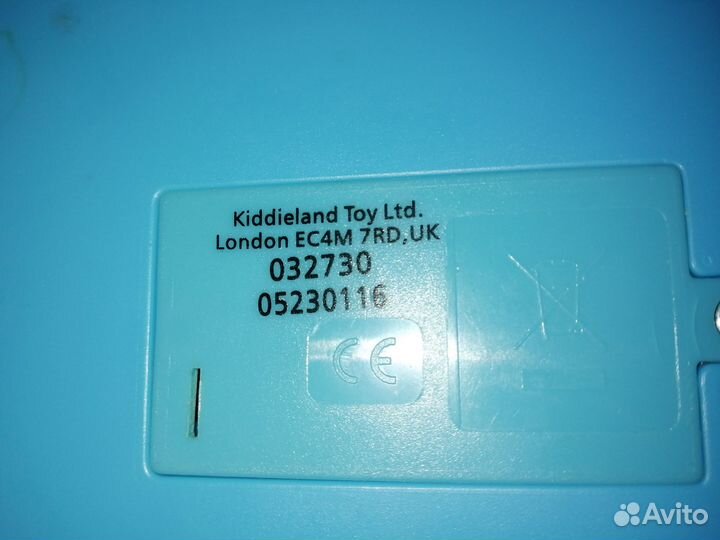 Kiddieland Toy Ltd.
London EC4M 7RD,UK
032730
05230116
CE
Avito